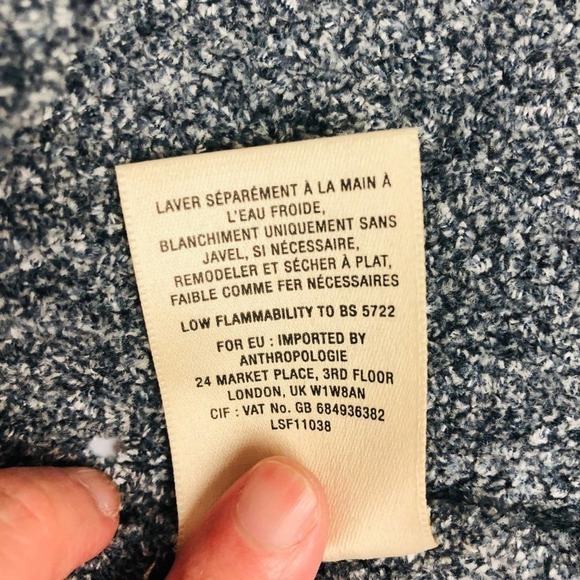 LAVER SÉPARÉMENT À LA MAIN À
L'EAU FROIDE,
BLANCHIMENT UNIQUEMENT SANS
JAVEL, SI NÉCESSAIRE,
REMODELER ET SÉCHER À PLAT,
FAIBLE COMME FER NÉCESSAIRES
LOW FLAMMABILITY TO BS 5722
FOR EU : IMPORTED BY
ANTHROPOLOGIE
24 MARKET PLACE, 3RD FLOOR
LONDON, UK W1W8AN
CIF : VAT No. GB 684936382
LSF11038